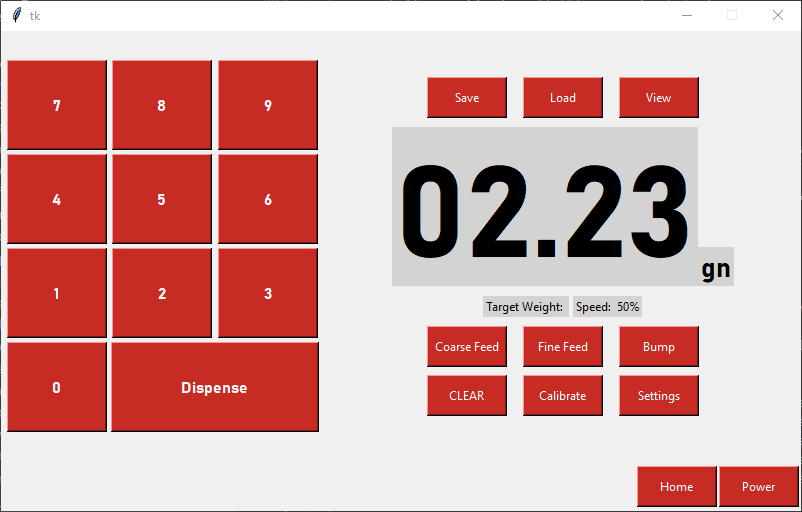 tk
7 8 9
4 5 6
1 2 3
0 Dispense
Save Load View
02.23 gn
Target Weight: Speed: 50%
Coarse Feed Fine Feed Bump
CLEAR Calibrate Settings
Home Power